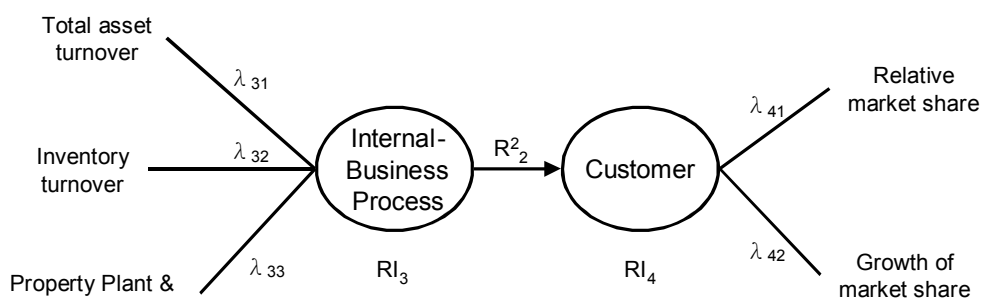 Total asset
turnover
λ 31
Inventory
turnover
λ 32
Property Plant &
λ 33
Internal-
Business
Process
RI₃
R²₂
Customer
RI₄
λ 41
Relative
market share
λ 42
Growth of
market share